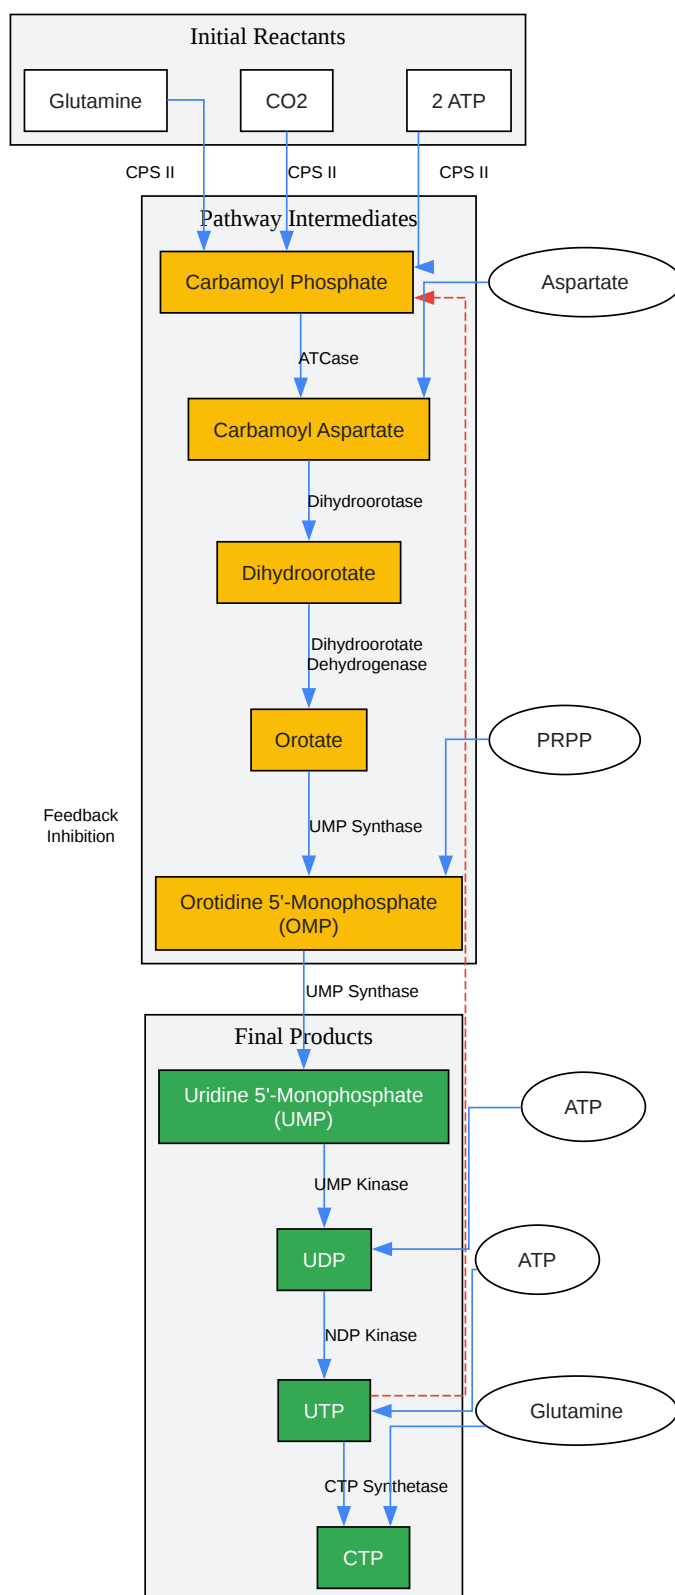 Initial Reactants
Glutamine
CO2
2 ATP
CPS II
CPS II
CPS II
Pathway Intermediates
Carbamoyl Phosphate
Aspartate
ATCase
Carbamoyl Aspartate
Dihydroorotase
Dihydroorotate
Dihydroorotate
Dehydrogenase
Orotate
PRPP
Feedback
Inhibition
UMP Synthase
Orotidine 5'-Monophosphate
(OMP)
UMP Synthase
Final Products
Uridine 5'-Monophosphate
(UMP)
ATP
UMP Kinase
UDP
ATP
NDP Kinase
UTP
Glutamine
CTP Synthetase
CTP